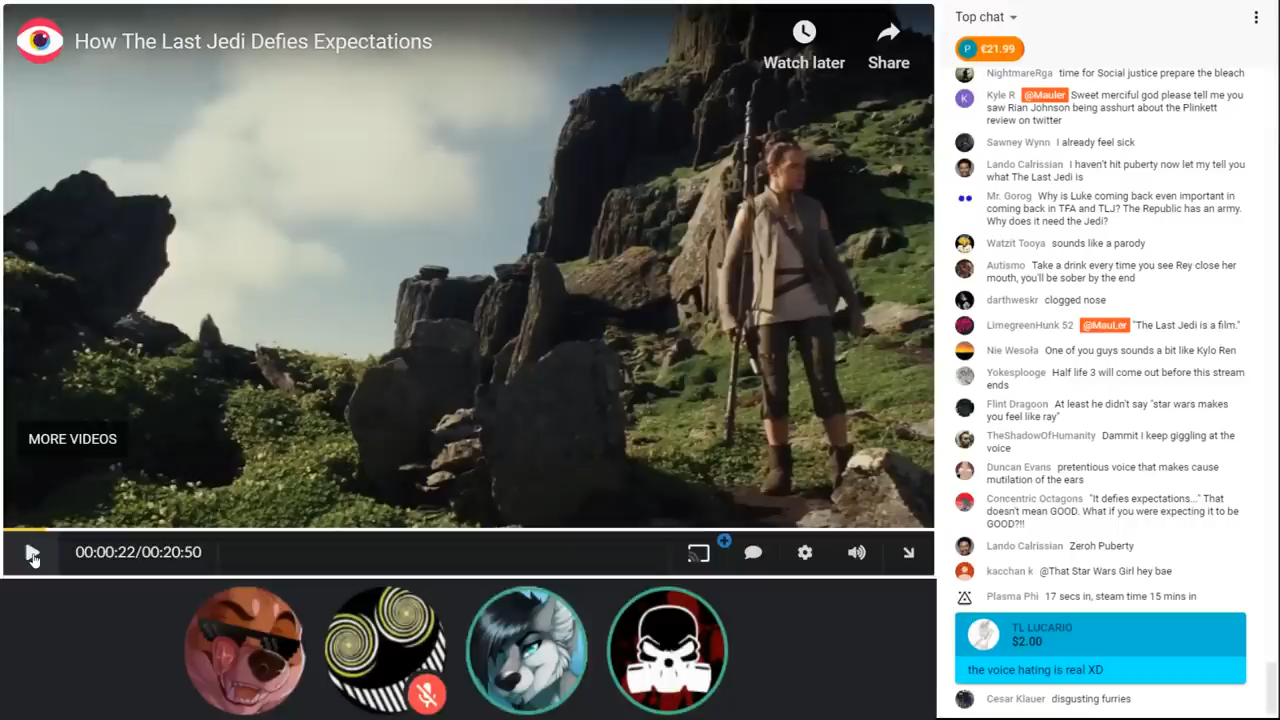 How The Last Jedi Defies Expectations
Watch later
Share
MORE VIDEOS
00:00:22/00:20:50
Top chat
P €21.99
NightmareRga time for Social justice prepare the bleach
K Kyle R @Mauler Sweet merciful god please tell me you
saw Rian Johnson being asshurt about the Plinkett
review on twitter
Sawney Wynn I already feel sick
Lando Calrissian I haven't hit puberty now let my tell you
what The Last Jedi is
Mr. Gorog Why is Luke coming back even important in
coming back in TFA and TLJ? The Republic has an army.
Why does it need the Jedi?
Watzit Tooya sounds like a parody
Autismo Take a drink every time you see Rey close her
mouth, you'll be sober by the end
darthweskr clogged nose
LimegreenHunk 52 @MauLer "The Last Jedi is a film."
Nie Wesoła One of you guys sounds a bit like Kylo Ren
Yokesplooge Half life 3 will come out before this stream
ends
Flint Dragoon At least he didn't say "star wars makes
you feel like ray"
TheShadowOfHumanity Dammit I keep giggling at the
voice
Duncan Evans pretentious voice that makes cause
mutilation of the ears
Concentric Octagons "It defies expectations..." That
doesn't mean GOOD. What if you were expecting it to be
GOOD?!!
Lando Calrissian Zeroh Puberty
kacchan k @That Star Wars Girl hey bae
Plasma Phi 17 secs in, steam time 15 mins in
TL LUCARIO
$2.00
the voice hating is real XD
Cesar Klauer disgusting furries